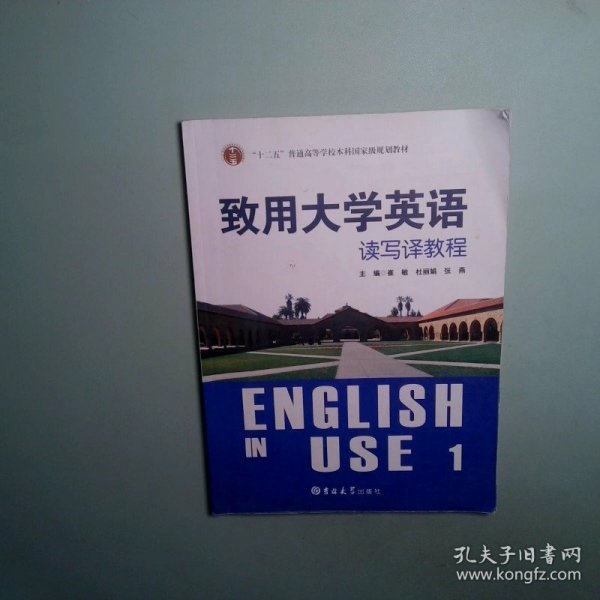 "十二五"普通高等学校本科国家级规划教材
致用大学英语
读写译教程
主 编◎崔 敏 杜丽娟 张 燕
ENGLISH
IN USE 1
吉林大学出版社
孔夫子旧书网
www.kongfz.com